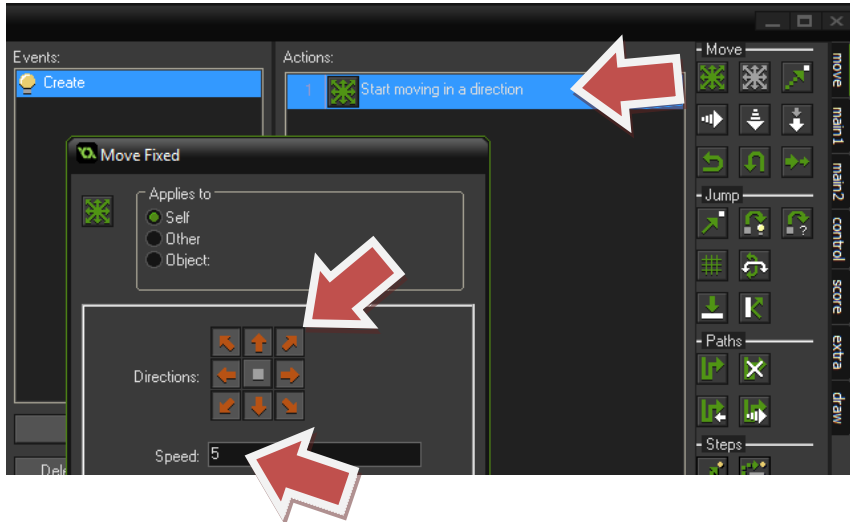 Events:
Actions:
Create
1 Start moving in a direction
Move Fixed
Applies to
Self
Other
Object:
Directions:
Speed: 5
Move
Jump
?
Paths
Steps
move
main1
main2
control
score
extra
draw